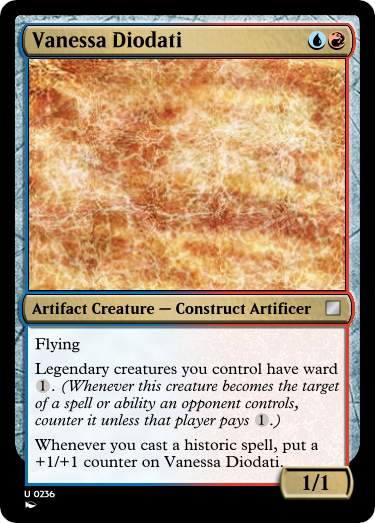 Vanessa Diodati
Artifact Creature — Construct Artificer
Flying
Legendary creatures you control have ward
1. (Whenever this creature becomes the target
of a spell or ability an opponent controls,
counter it unless that player pays 1.)
Whenever you cast a historic spell, put a
+1/+1 counter on Vanessa Diodati.
1/1
U 0236